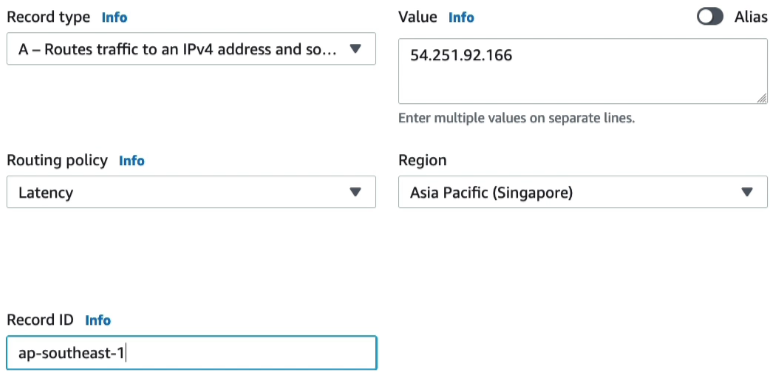 Record type Info
A – Routes traffic to an IPv4 address and so...
Value Info
Alias
54.251.92.166
Enter multiple values on separate lines.
Routing policy Info
Latency
Region
Asia Pacific (Singapore)
Record ID Info
ap-southeast-1